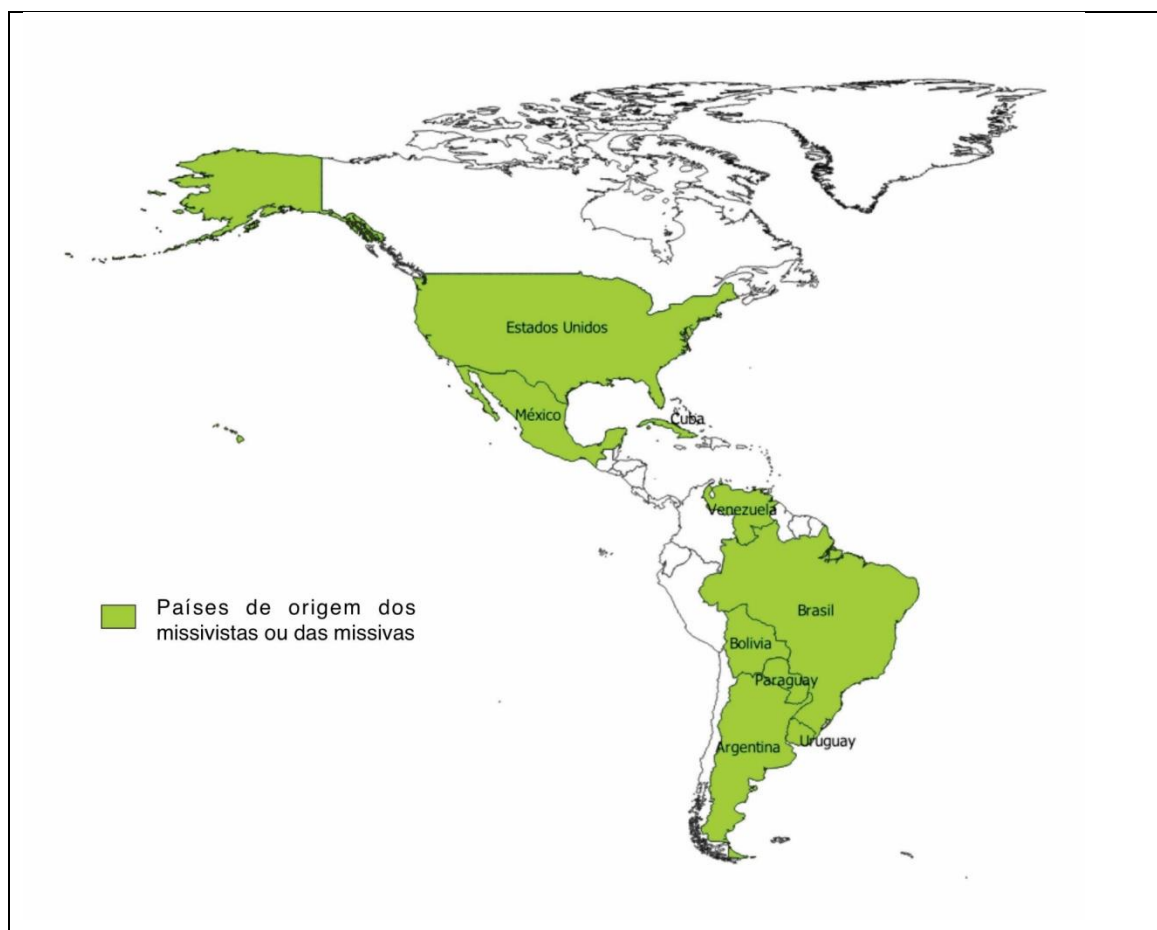 Estados Unidos
México
Cuba
Venezuela
Brasil
Países de origem dos
missivistas ou das missivas
Bolivia
Paraguay
Uruguay
Argentina